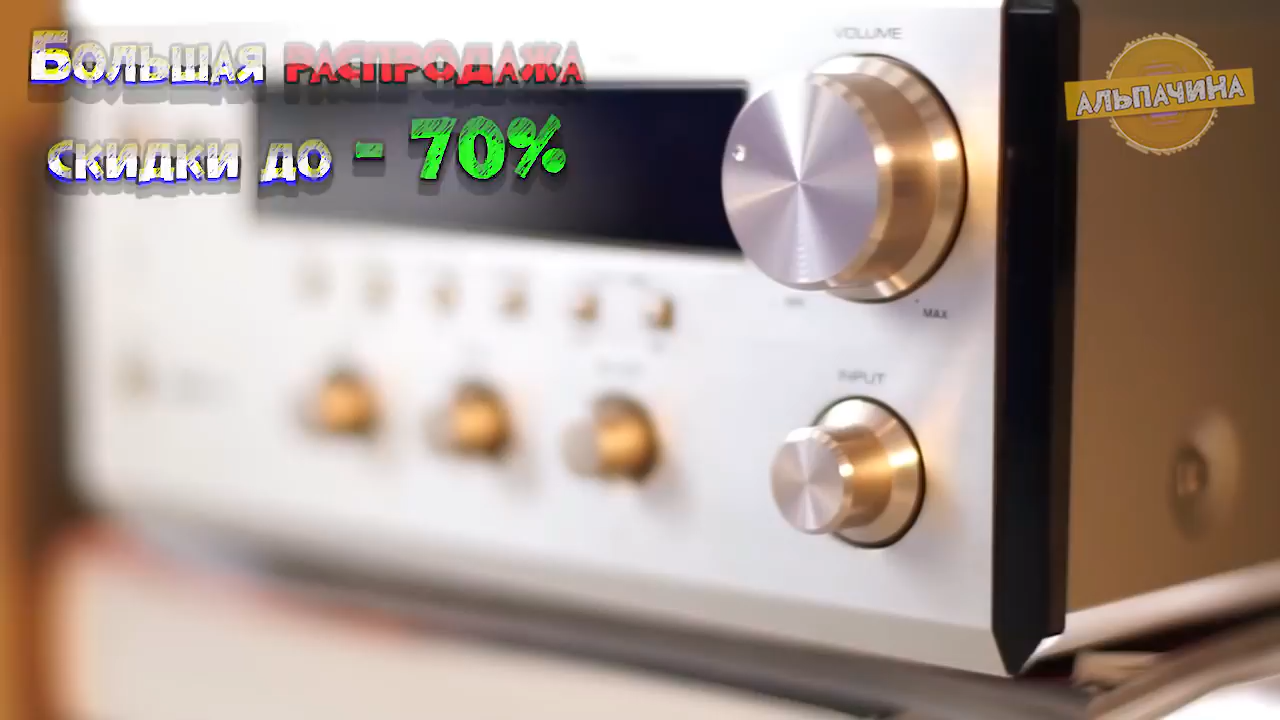 Большая распродажа
скидки до - 70%
АЛЬПАЧИНА
VOLUME
MAX
INPUT